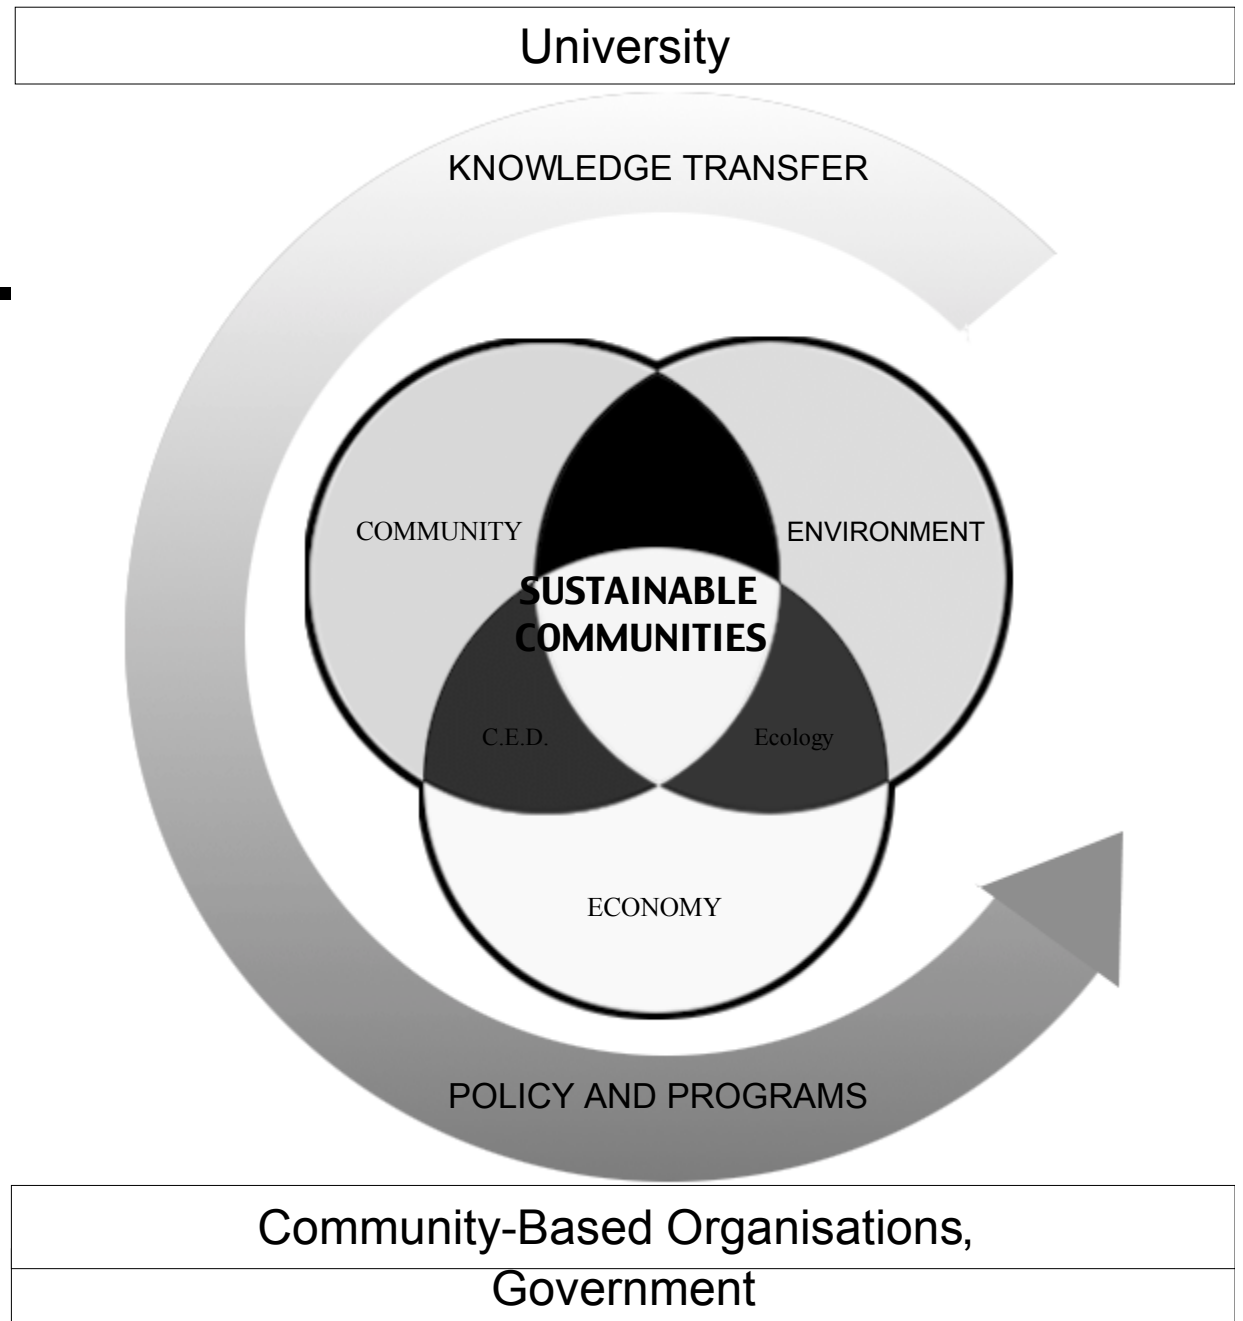 University
KNOWLEDGE TRANSFER
COMMUNITY
ENVIRONMENT
SUSTAINABLE
COMMUNITIES
C.E.D.
Ecology
ECONOMY
POLICY AND PROGRAMS
Community-Based Organisations,
Government